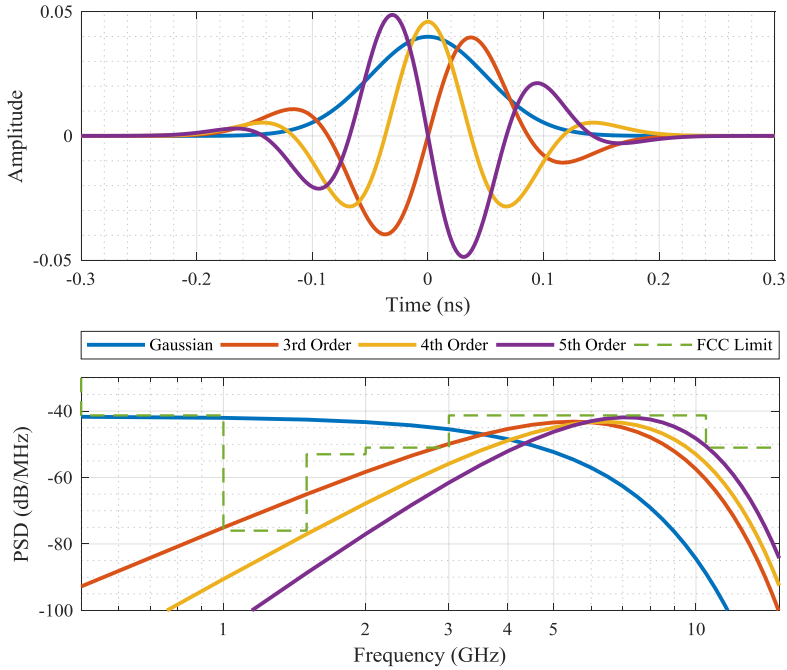 0.05
0
-0.05
Amplitude
-0.3 -0.2 -0.1 0 0.1 0.2 0.3
Time (ns)
Gaussian 3rd Order 4th Order 5th Order FCC Limit
-40
-60
-80
-100
PSD (dB/MHz)
1 2 3 4 5 10
Frequency (GHz)